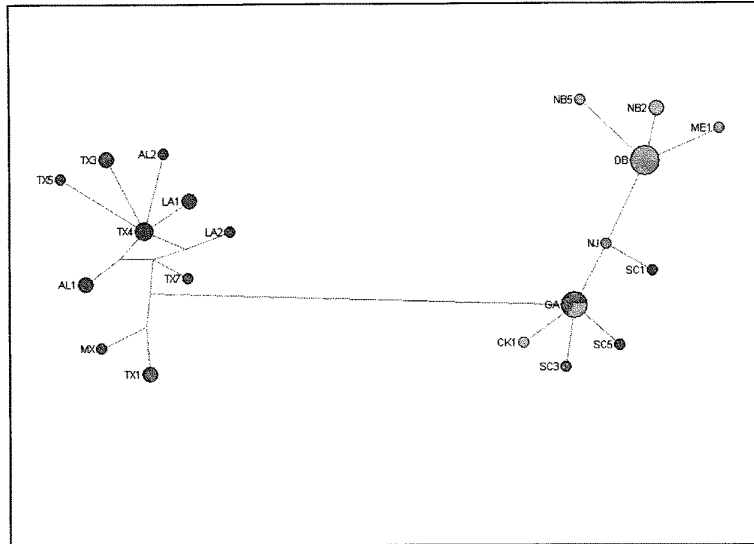 NB5
NB2
ME1
DB
TX3
AL2
TX5
LA1
TX4
LA2
NJ
SC1
AL1
TX7
GA
CK1
SC5
MX
SC3
TX1